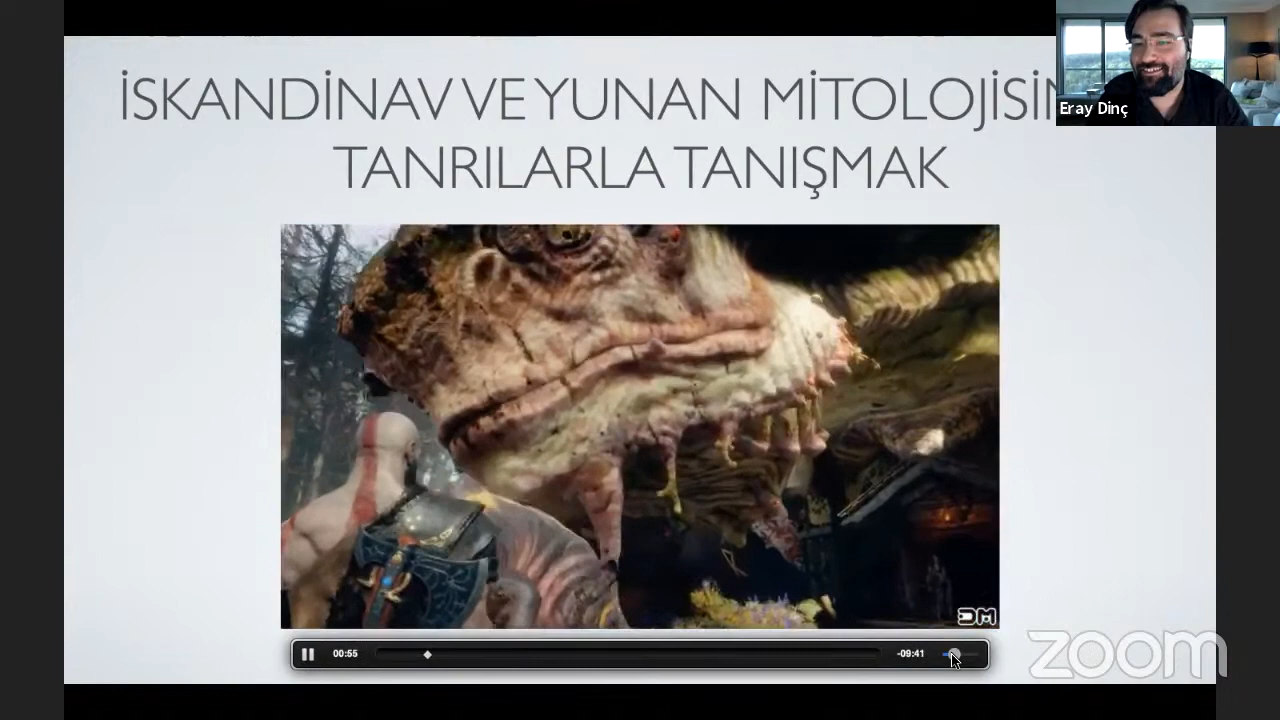 İSKANDİNAV VE YUNAN MİTOLOJİSİN
TANRILARLA TANIŞMAK
Eray Dinç
DM
00:55
-09:41
zoom